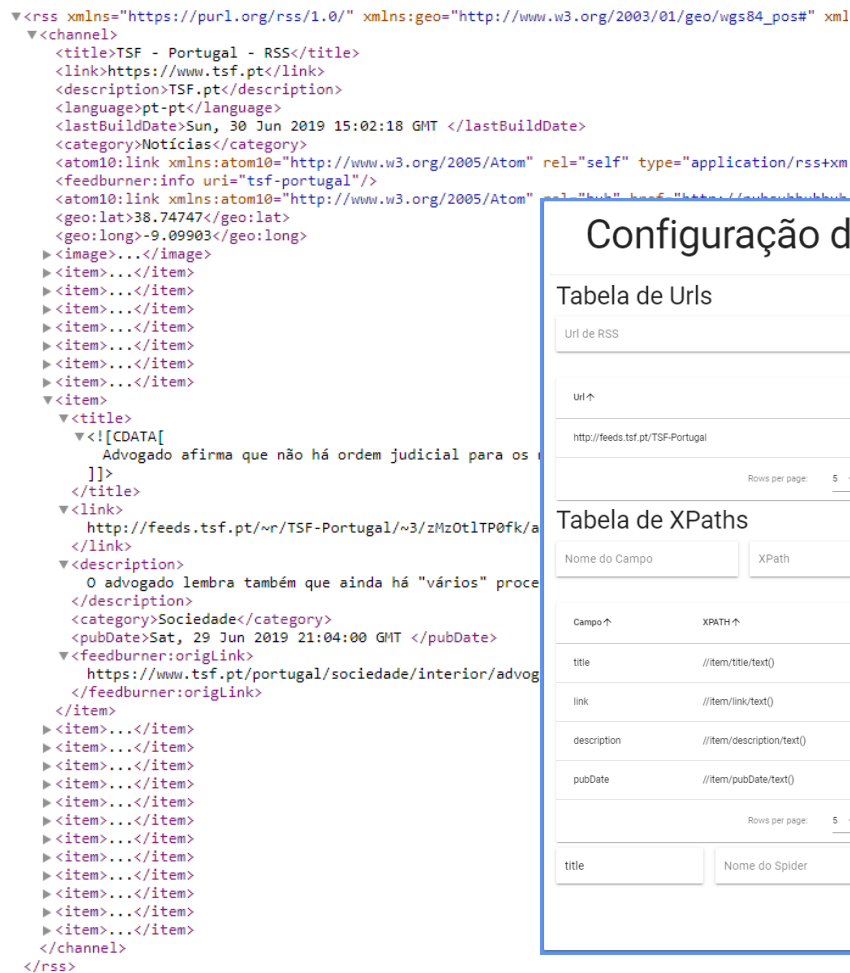 ▼<rss xmlns="https://purl.org/rss/1.0/" xmlns:geo="http://www.w3.org/2003/01/geo/wgs84_pos#"
▼<channel>
<title>TSF - Portugal - RSS</title>
<link>https://www.tsf.pt</link>
<description>TSF.pt</description>
<language>pt-pt</language>
<lastBuildDate>Sun, 30 Jun 2019 15:02:18 GMT </lastBuildDate>
<category>Notícias</category>
<atom10:link xmlns:atom10="http://www.w3.org/2005/Atom" rel="self" type="application/rss+xm
<feedburner:info uri="tsf-portugal"/>
<atom10:link xmlns:atom10="http://www.w3.org/2005/Atom"
<geo:lat>38.74747</geo:lat>
<geo:long>-9.09903</geo:long>
▶<image>...</image>
▶<item>...</item>
▶<item>...</item>
▶<item>...</item>
▶<item>...</item>
▶<item>...</item>
▶<item>...</item>
▶<item>...</item>
▼<item>
▼<title>
▼<![CDATA[
Advogado afirma que não há ordem judicial para os
]]>
</title>
▼<link>
http://feeds.tsf.pt/~r/TSF-Portugal/~3/zMzOtlTP0fk/a
</link>
▼<description>
O advogado lembra também que ainda há "vários" proce
</description>
<category>Sociedade</category>
<pubDate>Sat, 29 Jun 2019 21:04:00 GMT </pubDate>
▼<feedburner:origLink>
https://www.tsf.pt/portugal/sociedade/interior/advog
</feedburner:origLink>
</item>
▶<item>...</item>
▶<item>...</item>
▶<item>...</item>
▶<item>...</item>
▶<item>...</item>
▶<item>...</item>
▶<item>...</item>
▶<item>...</item>
▶<item>...</item>
▶<item>...</item>
▶<item>...</item>
▶<item>...</item>
</channel>
</rss>
Configuração d
Tabela de Urls
Url de RSS
Url↑
http://feeds.tsf.pt/TSF-Portugal
Rows per page: 5
Tabela de XPaths
Nome do Campo XPath
Campo↑ XPATH↑
title //item/title/text()
link //item/link/text()
description //item/description/text()
pubDate //item/pubDate/text()
Rows per page: 5
title Nome do Spider